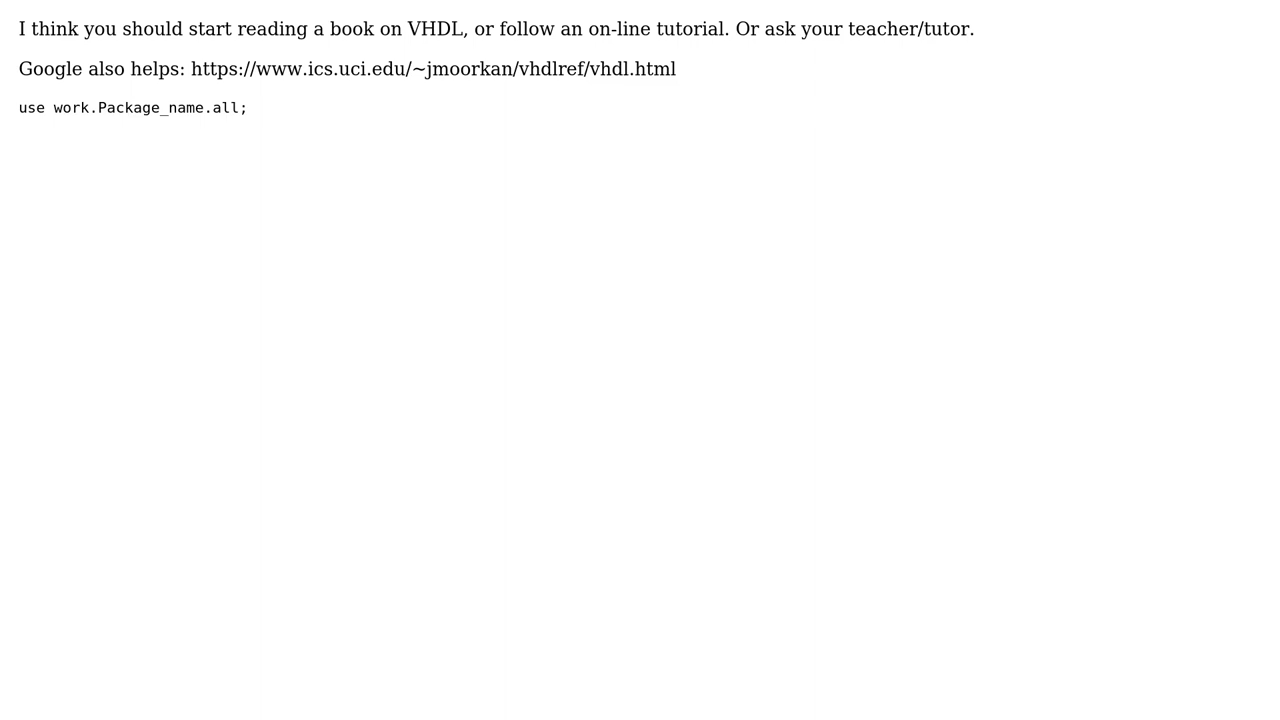 I think you should start reading a book on VHDL, or follow an on-line tutorial. Or ask your teacher/tutor.
Google also helps: https://www.ics.uci.edu/~jmoorkan/vhdlref/vhdl.html
use work.Package_name.all;